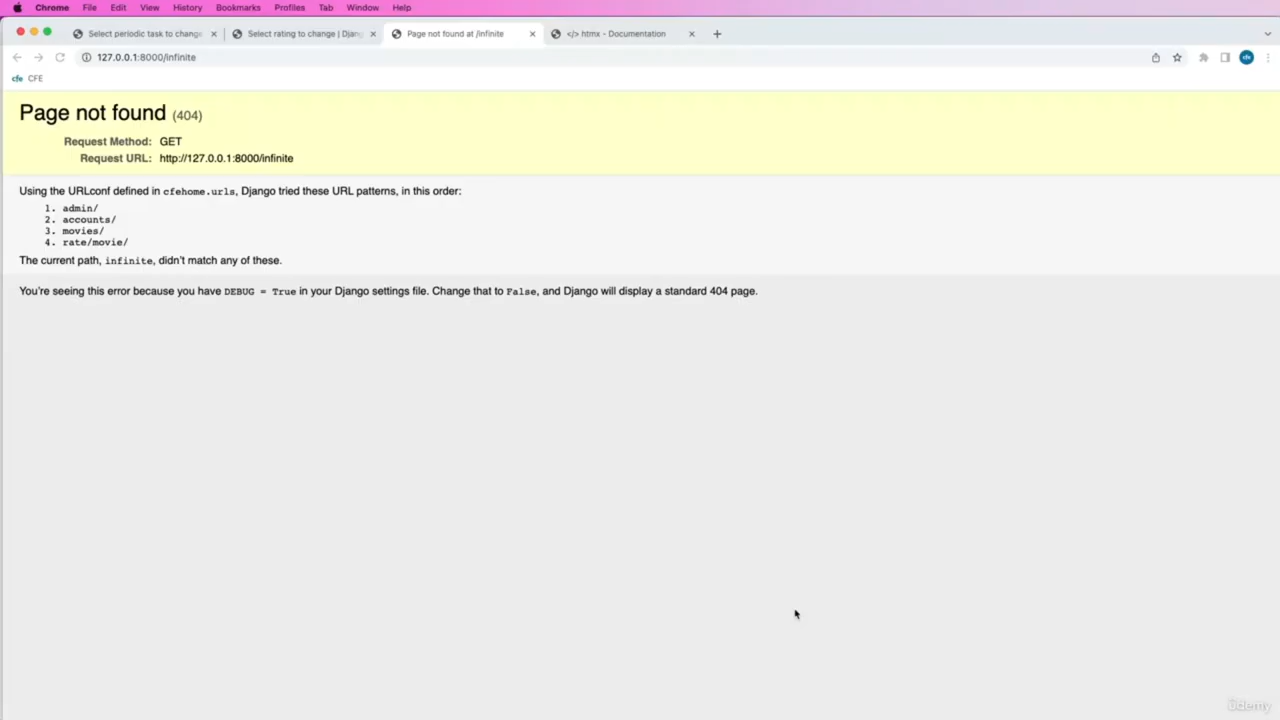 Chrome File Edit View History Bookmarks Profiles Tab Window Help
Select periodic task to change Select rating to change | Djang Page not found at /infinite </> htmx - Documentation
127.0.0.1:8000/infinite
cfe CFE
Page not found (404)
Request Method: GET
Request URL: http://127.0.0.1:8000/infinite
Using the URLconf defined in cfehome.urls, Django tried these URL patterns, in this order:
1. admin/
2. accounts/
3. movies/
4. rate/movie/
The current path, infinite, didn't match any of these.
You're seeing this error because you have DEBUG = True in your Django settings file. Change that to False, and Django will display a standard 404 page.
Udemy